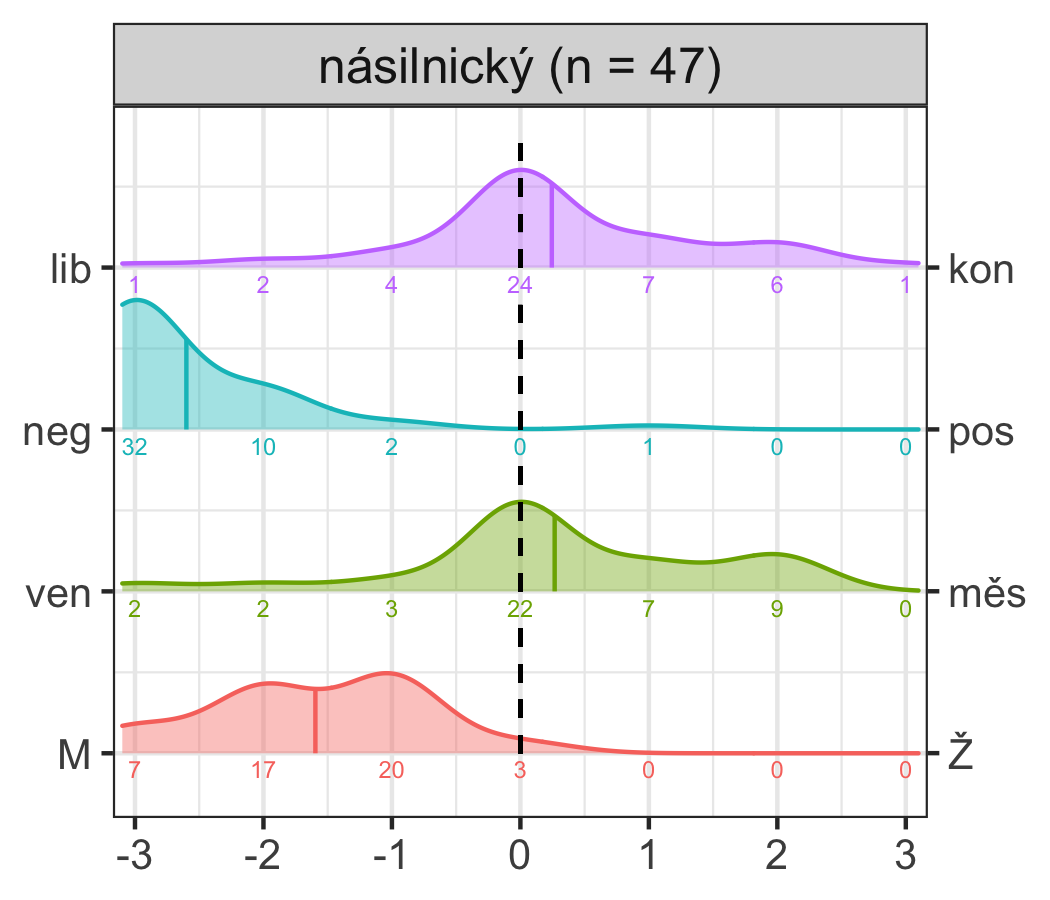 násilnický (n = 47)
lib kon
1 2 4 24 7 6 1
neg pos
32 10 2 0 1 0 0
ven měs
2 2 3 22 7 9 0
M Ž
7 17 20 3 0 0 0
-3 -2 -1 0 1 2 3